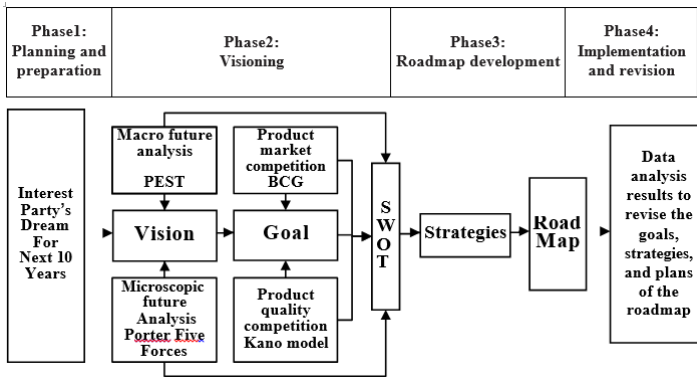 Phase1:
Planning and
preparation
Phase2:
Visioning
Phase3:
Roadmap development
Phase4:
Implementation
and revision
Interest
Party's
Dream
For
Next 10
Years
Macro future
analysis
PEST
Vision
Microscopic
future
Analysis
Porter Five
Forces
Product
market
competition
BCG
Goal
Product
quality
competition
Kano model
S
W
O
T
Strategies
Road
Map
Data
analysis
results to
revise the
goals,
strategies,
and plans
of the
roadmap